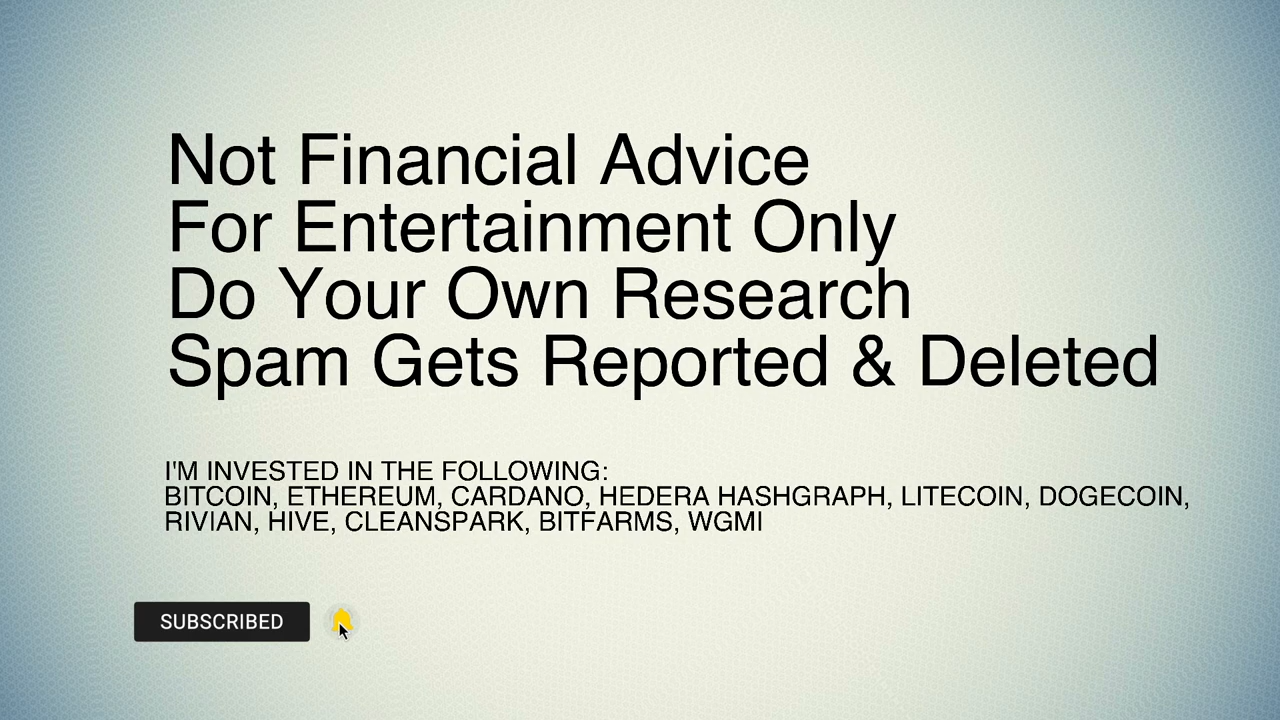 Not Financial Advice
For Entertainment Only
Do Your Own Research
Spam Gets Reported & Deleted
I'M INVESTED IN THE FOLLOWING:
BITCOIN, ETHEREUM, CARDANO, HEDERA HASHGRAPH, LITECOIN, DOGECOIN,
RIVIAN, HIVE, CLEANSPARK, BITFARMS, WGMI
SUBSCRIBED